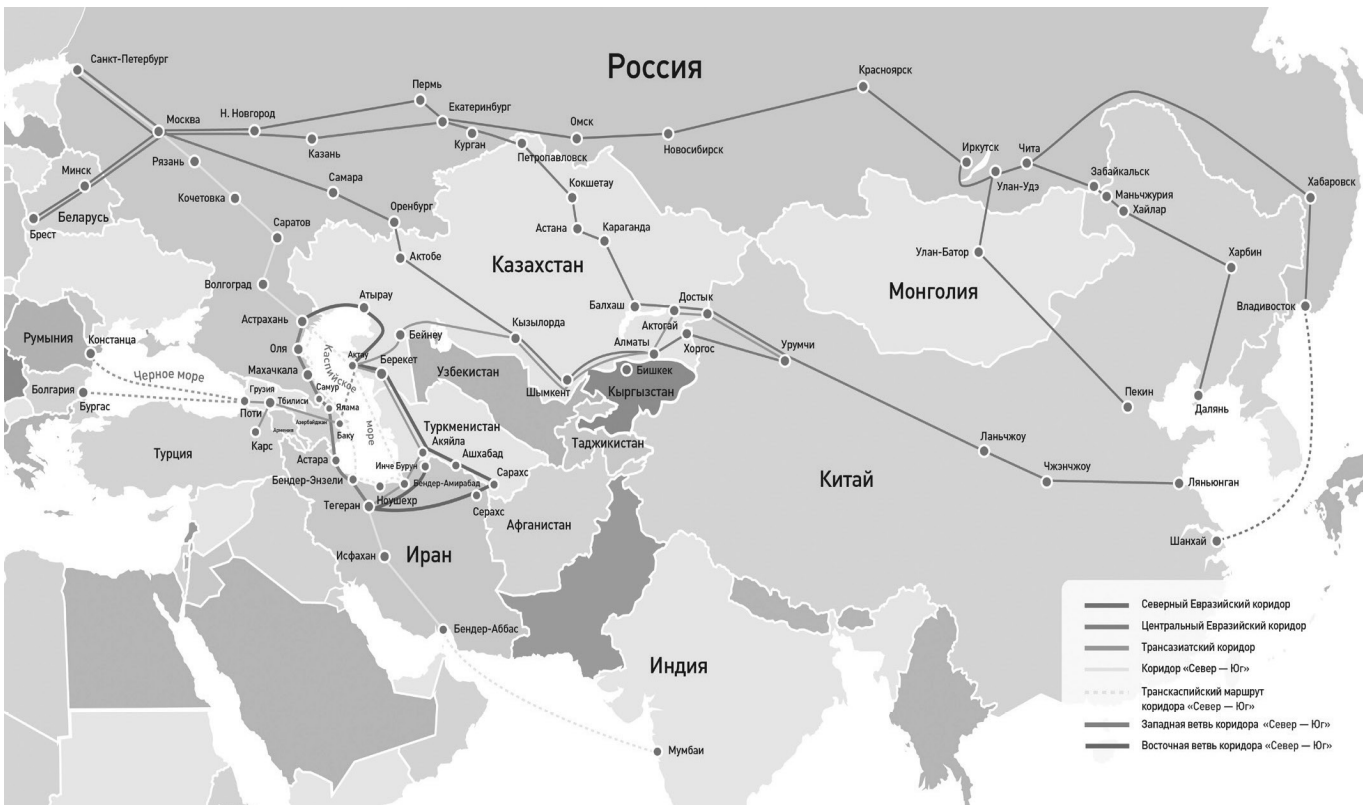 Санкт-Петербург
Россия
Красноярск
Пермь
Екатеринбург
Москва
Н. Новгород
Омск
Казань
Курган
Новосибирск
Петропавловск
Рязань
Иркутск
Чита
Минск
Улан-Удэ
Забайкальск
Маньчжурия
Хайлар
Хабаровск
Кочетовка
Самара
Кокшетау
Беларусь
Оренбург
Брест
Саратов
Астана
Караганда
Актобе
Казахстан
Улан-Батор
Харбин
Волгоград
Монголия
Атырау
Балхаш
Достык
Владивосток
Астрахань
Кызылорда
Актогай
Румыния
Констанца
Бейнеу
Оля
Алматы
Хоргос
Урумчи
Каспийское
море
Актау
Берекет
Черное море
Узбекистан
Бишкек
Махачкала
Шымкент
Кыргызстан
Болгария
Бургас
Грузия
Тбилиси
Самур
Ялама
Пекин
Далянь
Поти
Азербайджан
Армения
Баку
Туркменистан
Таджикистан
Карс
Турция
Акяйла
Ашхабад
Ланьчжоу
Астара
Инче Бурун
Сарахс
Китай
Чжэнчжоу
Ляньюнган
Бендер-Энзели
Бендер-Амирабад
Тегеран
Ноушехр
Серахс
Афганистан
Исфахан
Иран
Шанхай
Бендер-Аббас
Индия
Мумбаи
Северный Евразийский коридор
Центральный Евразийский коридор
Трансазиатский коридор
Коридор «Север — Юг»
Транскаспийский маршрут
коридора «Север — Юг»
Западная ветвь коридора «Север — Юг»
Восточная ветвь коридора «Север — Юг»